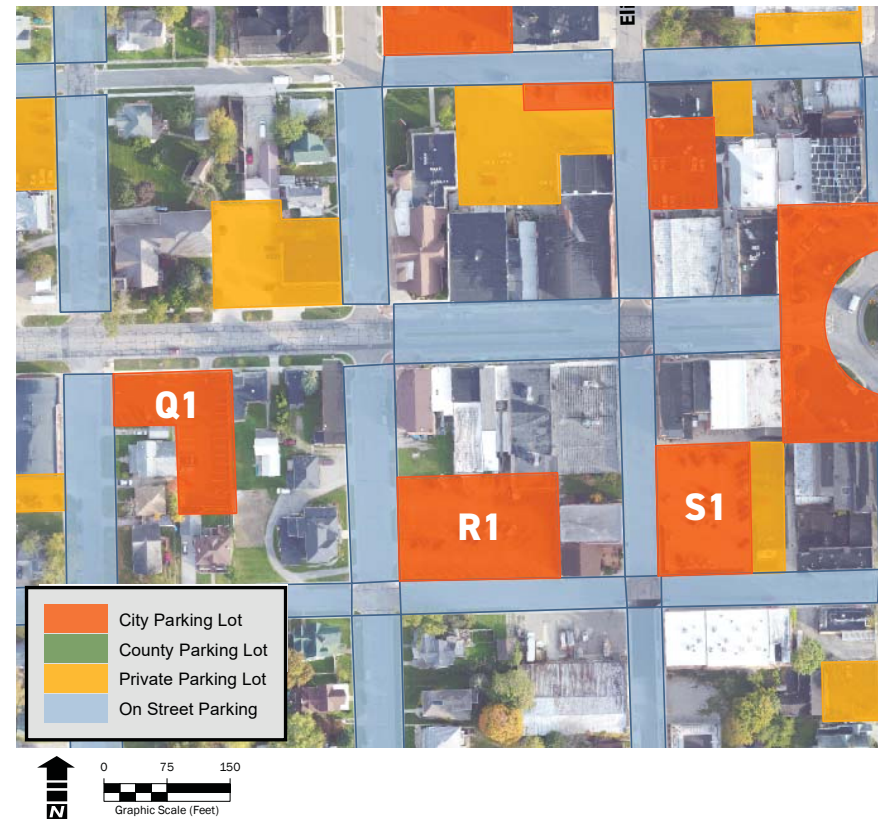 Eli
Q1
R1
S1
City Parking Lot
County Parking Lot
Private Parking Lot
On Street Parking
0 75 150
N
Graphic Scale (Feet)